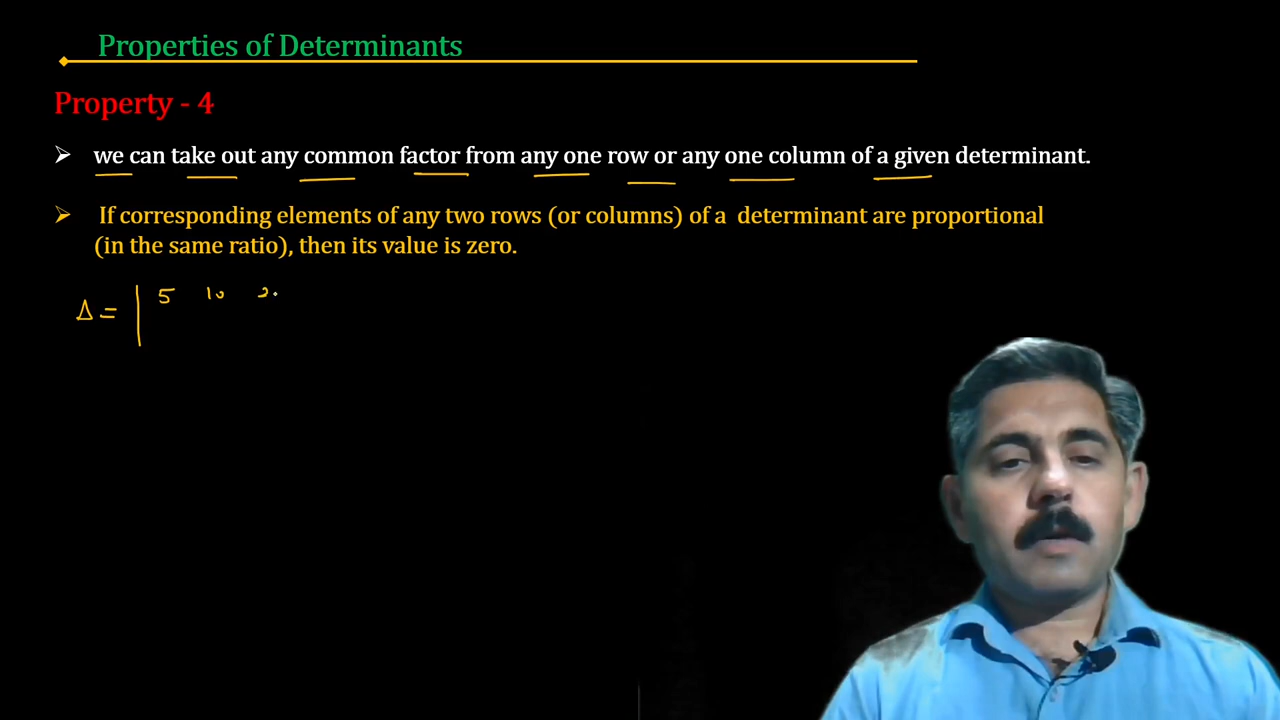 Properties of Determinants
Property - 4
➢ we can take out any common factor from any one row or any one column of a given determinant.
➢ If corresponding elements of any two rows (or columns) of a determinant are proportional
(in the same ratio), then its value is zero.
Δ = | 5 10 2